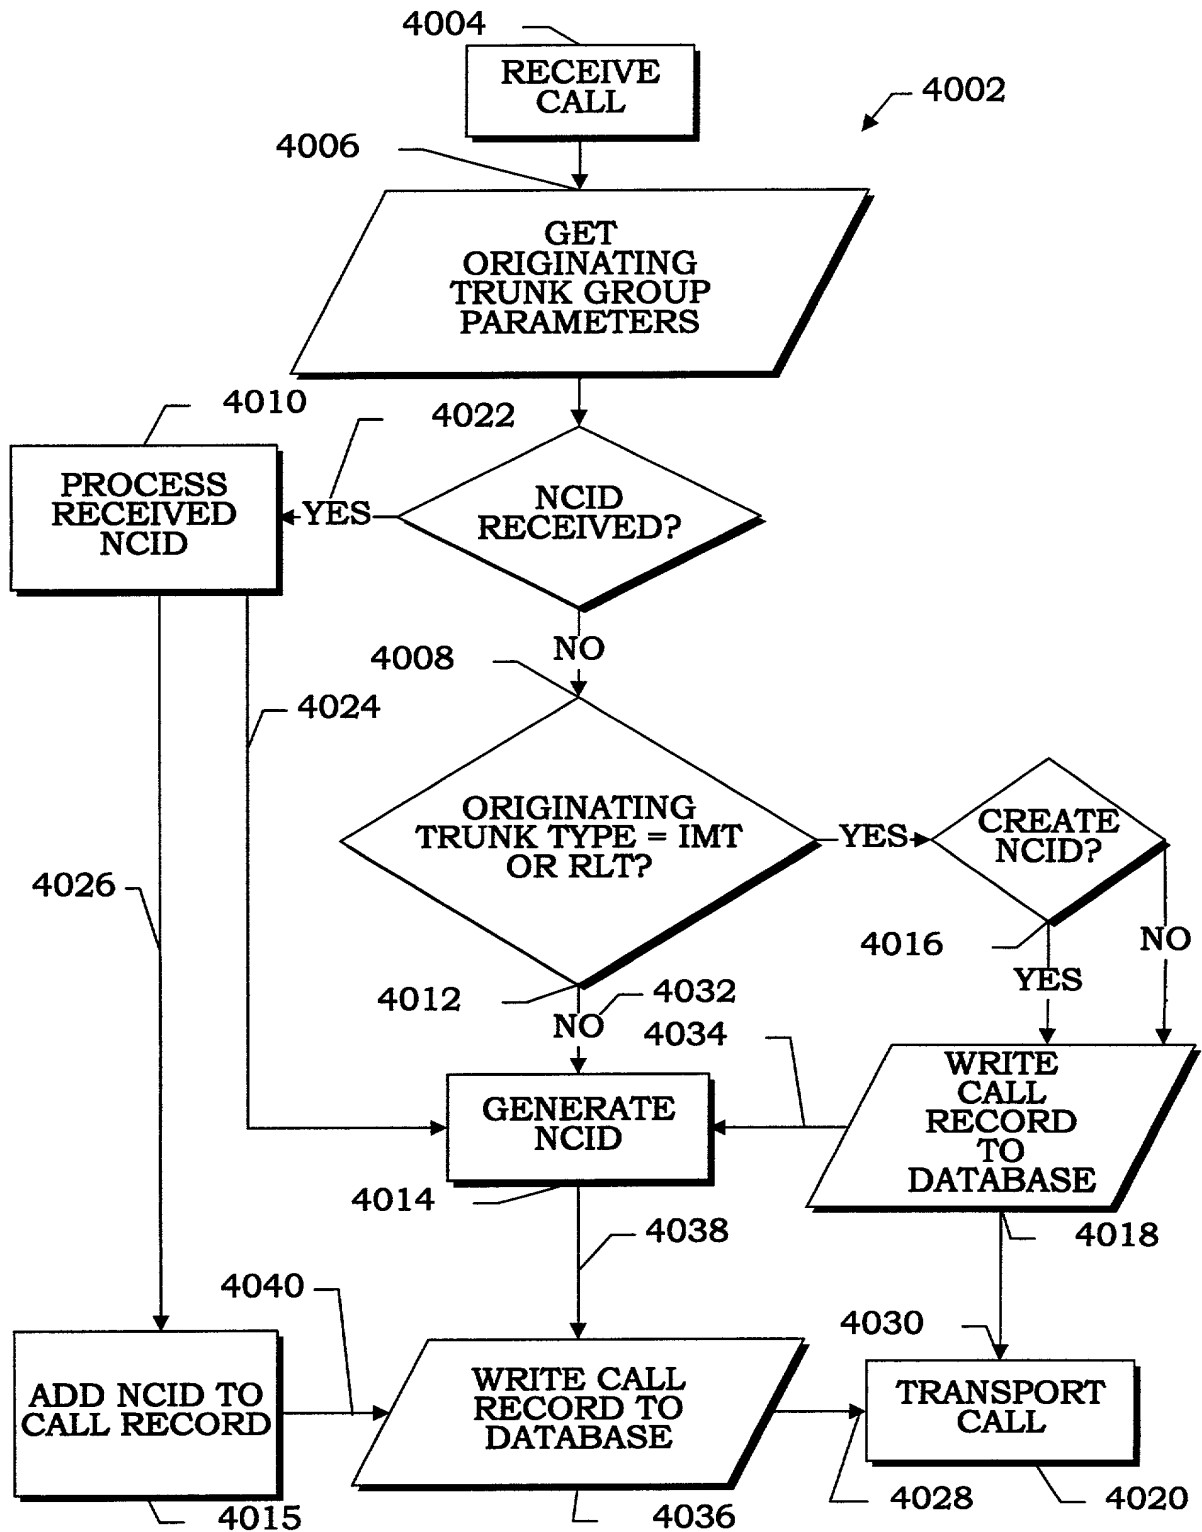 4004
RECEIVE
CALL
4002
4006
GET
ORIGINATING
TRUNK GROUP
PARAMETERS
4010
4022
PROCESS
RECEIVED
NCID
YES
NCID
RECEIVED?
NO
4008
4024
ORIGINATING
TRUNK TYPE = IMT
OR RLT?
YES
CREATE
NCID?
4026
4016
NO
YES
4012
4032
NO
4034
GENERATE
NCID
WRITE
CALL
RECORD
TO
DATABASE
4014
4038
4018
4040
4030
ADD NCID TO
CALL RECORD
WRITE CALL
RECORD TO
DATABASE
TRANSPORT
CALL
4015
4036
4028
4020